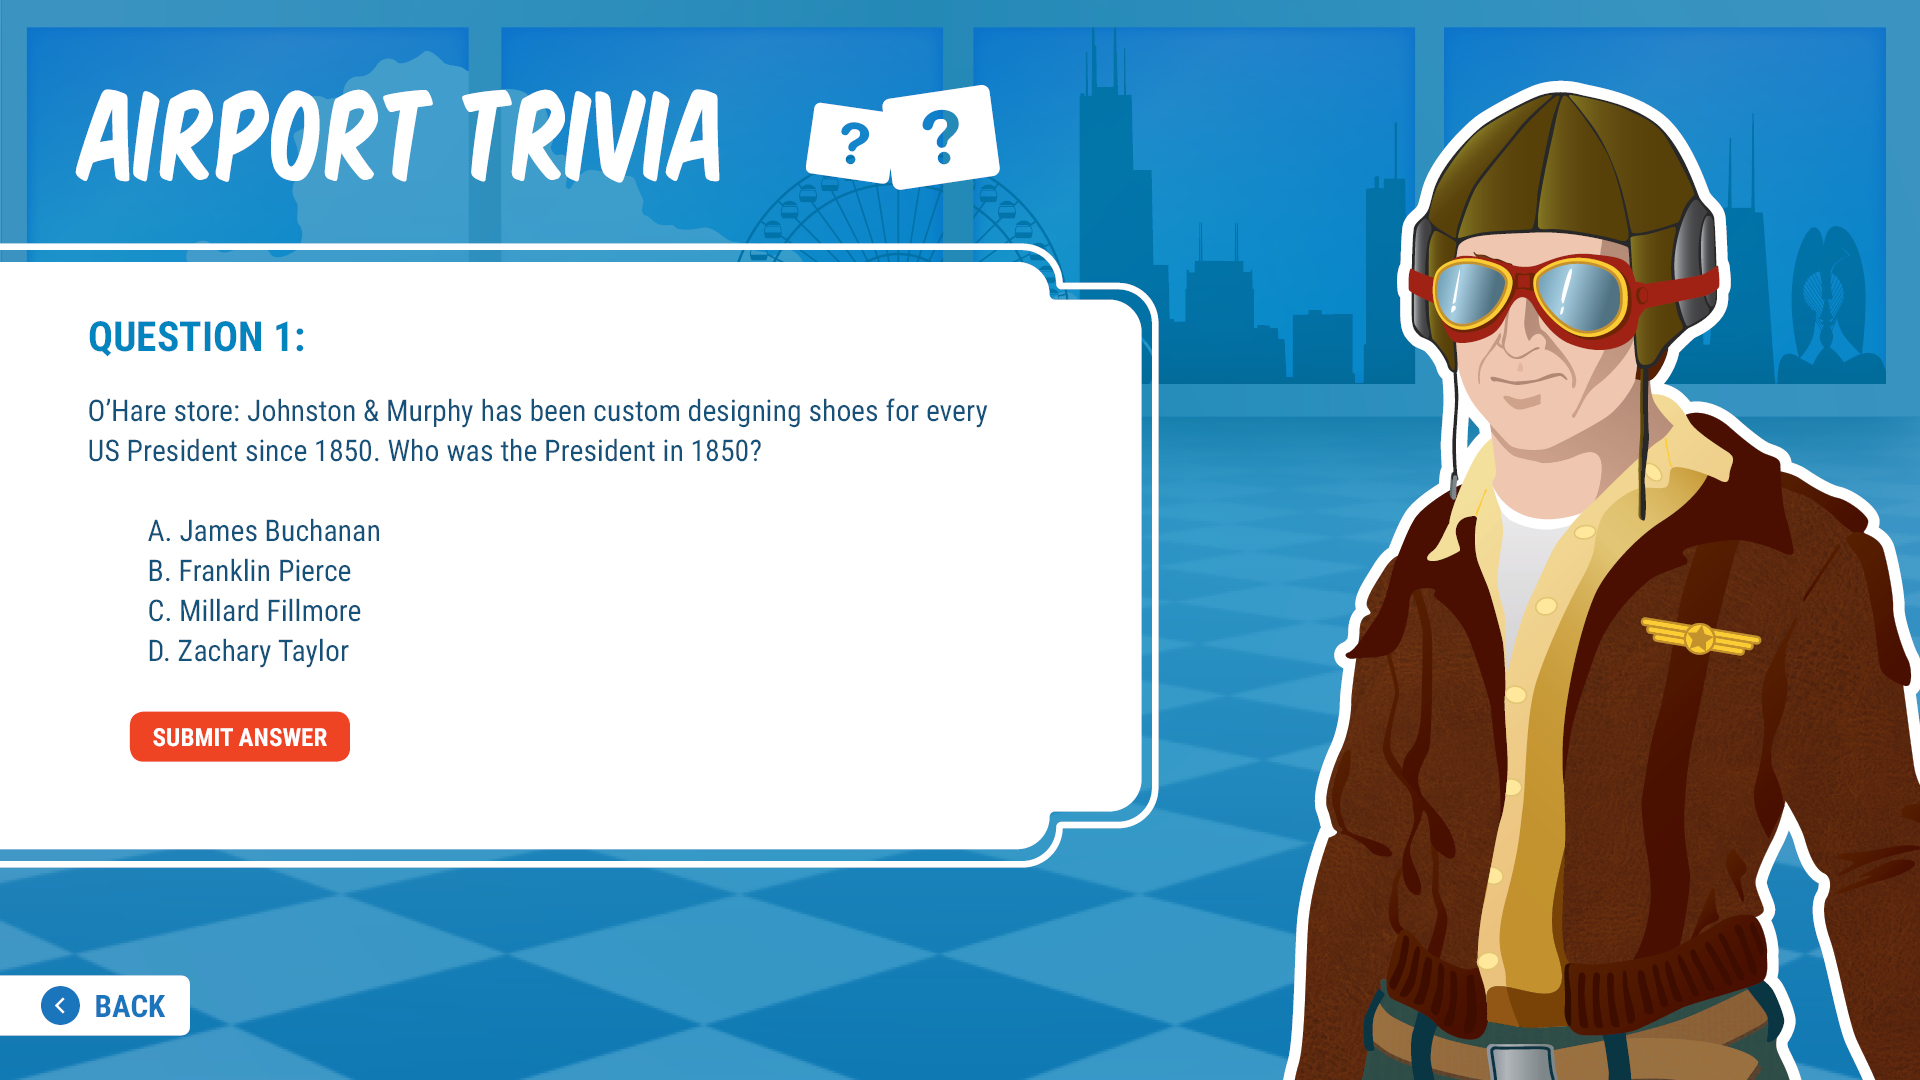 AIRPORT TRIVIA
? ?
QUESTION 1:
O’Hare store: Johnston & Murphy has been custom designing shoes for every
US President since 1850. Who was the President in 1850?
A. James Buchanan
B. Franklin Pierce
C. Millard Fillmore
D. Zachary Taylor
SUBMIT ANSWER
BACK